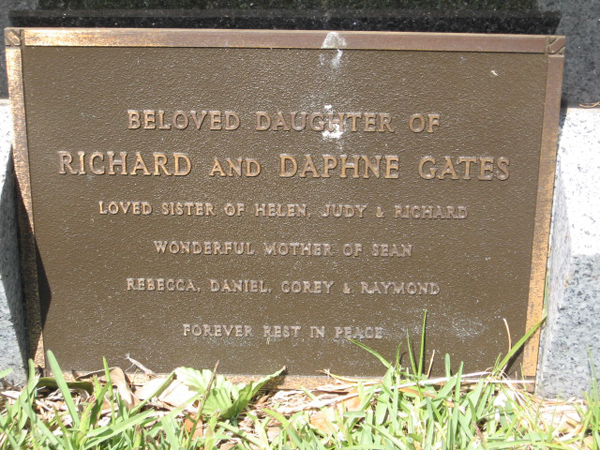 BELOVED DAUGHTER OF
RICHARD AND DAPHNE GATES
LOVED SISTER OF HELEN, JUDY & RICHARD
WONDERFUL MOTHER OF SEAN
REBECCA, DANIEL, COREY & RAYMOND
FOREVER REST IN PEACE